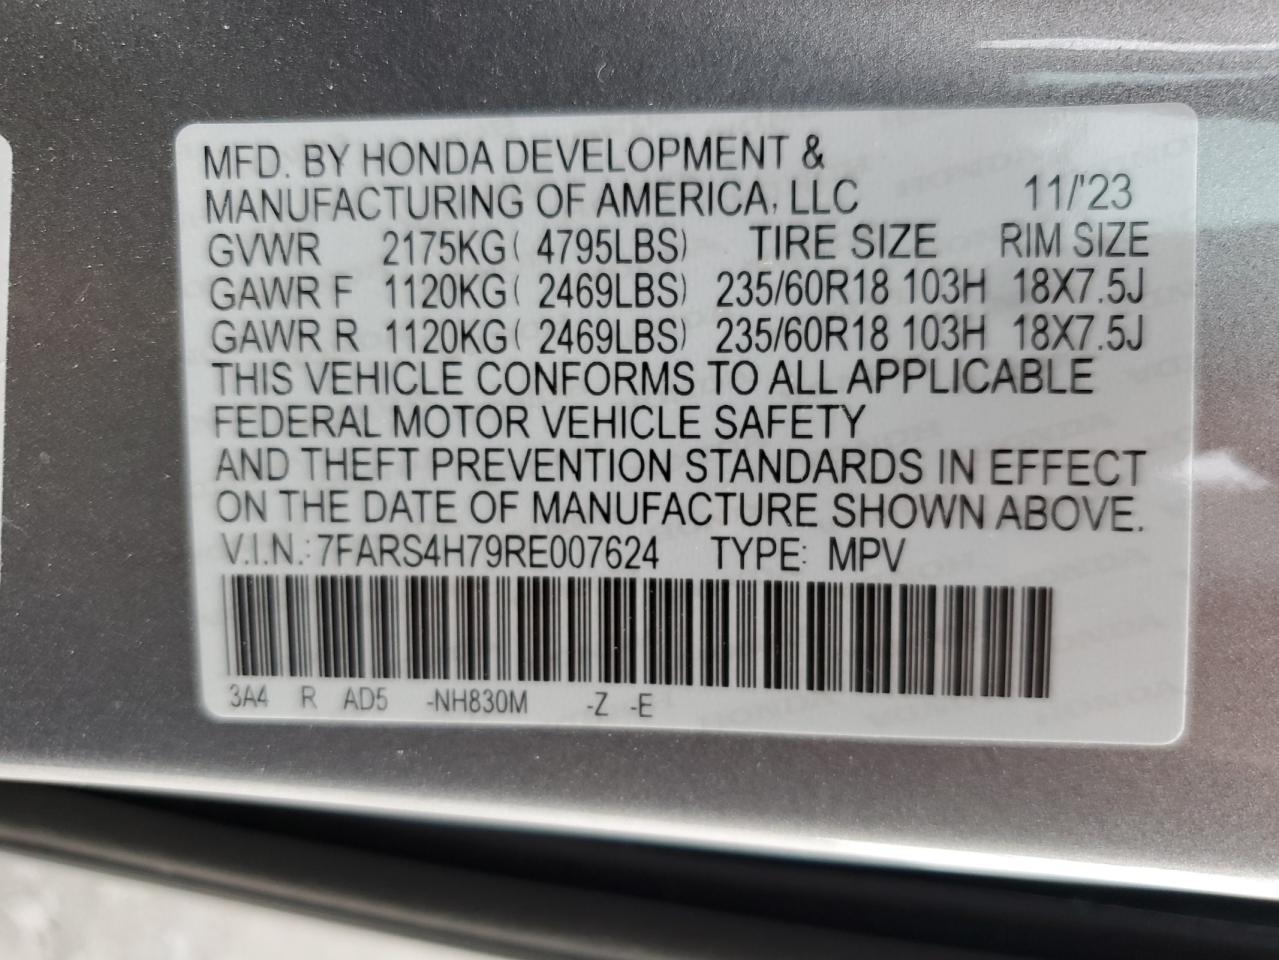 MFD. BY HONDA DEVELOPMENT &
MANUFACTURING OF AMERICA, LLC 11/'23
GVWR 2175KG( 4795LBS) TIRE SIZE RIM SIZE
GAWR F 1120KG( 2469LBS) 235/60R18 103H 18X7.5J
GAWR R 1120KG( 2469LBS) 235/60R18 103H 18X7.5J
THIS VEHICLE CONFORMS TO ALL APPLICABLE
FEDERAL MOTOR VEHICLE SAFETY
AND THEFT PREVENTION STANDARDS IN EFFECT
ON THE DATE OF MANUFACTURE SHOWN ABOVE.
V.I.N.: 7FARS4H79RE007624 TYPE: MPV
3A4 R AD5 -NH830M -Z -E